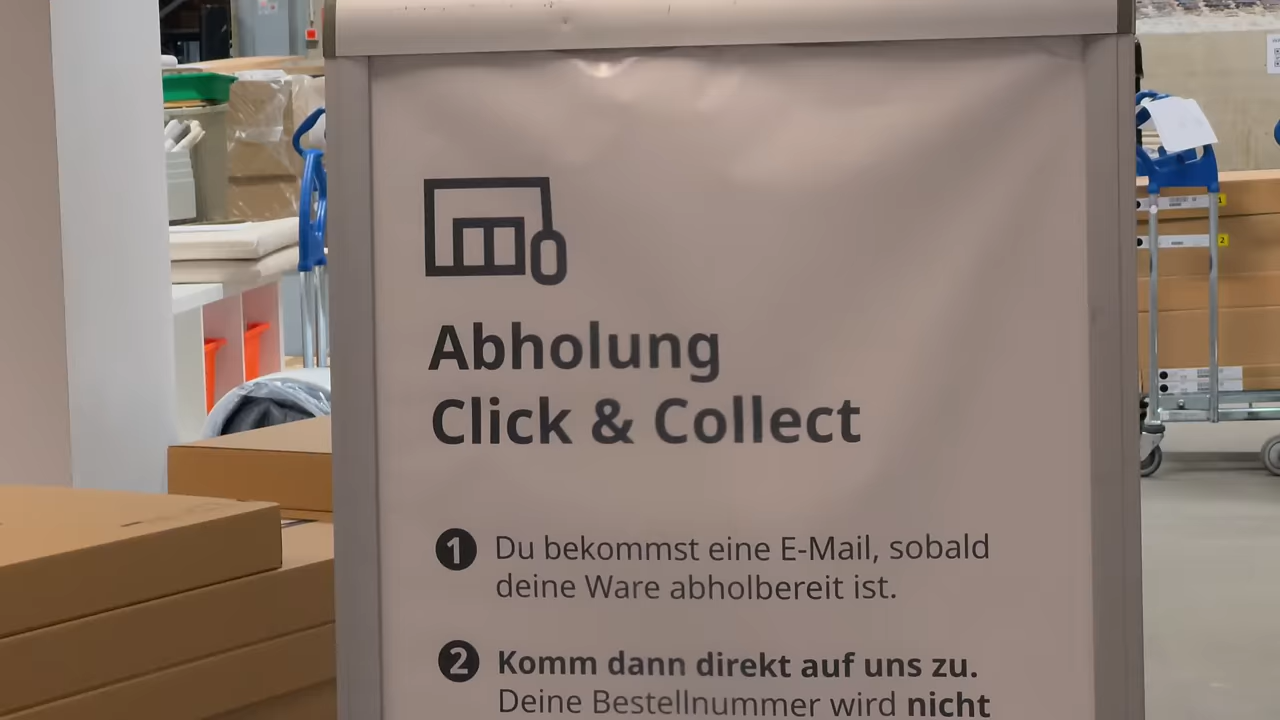 Abholung
Click & Collect
1 Du bekommst eine E-Mail, sobald
deine Ware abholbereit ist.
2 Komm dann direkt auf uns zu.
Deine Bestellnummer wird nicht